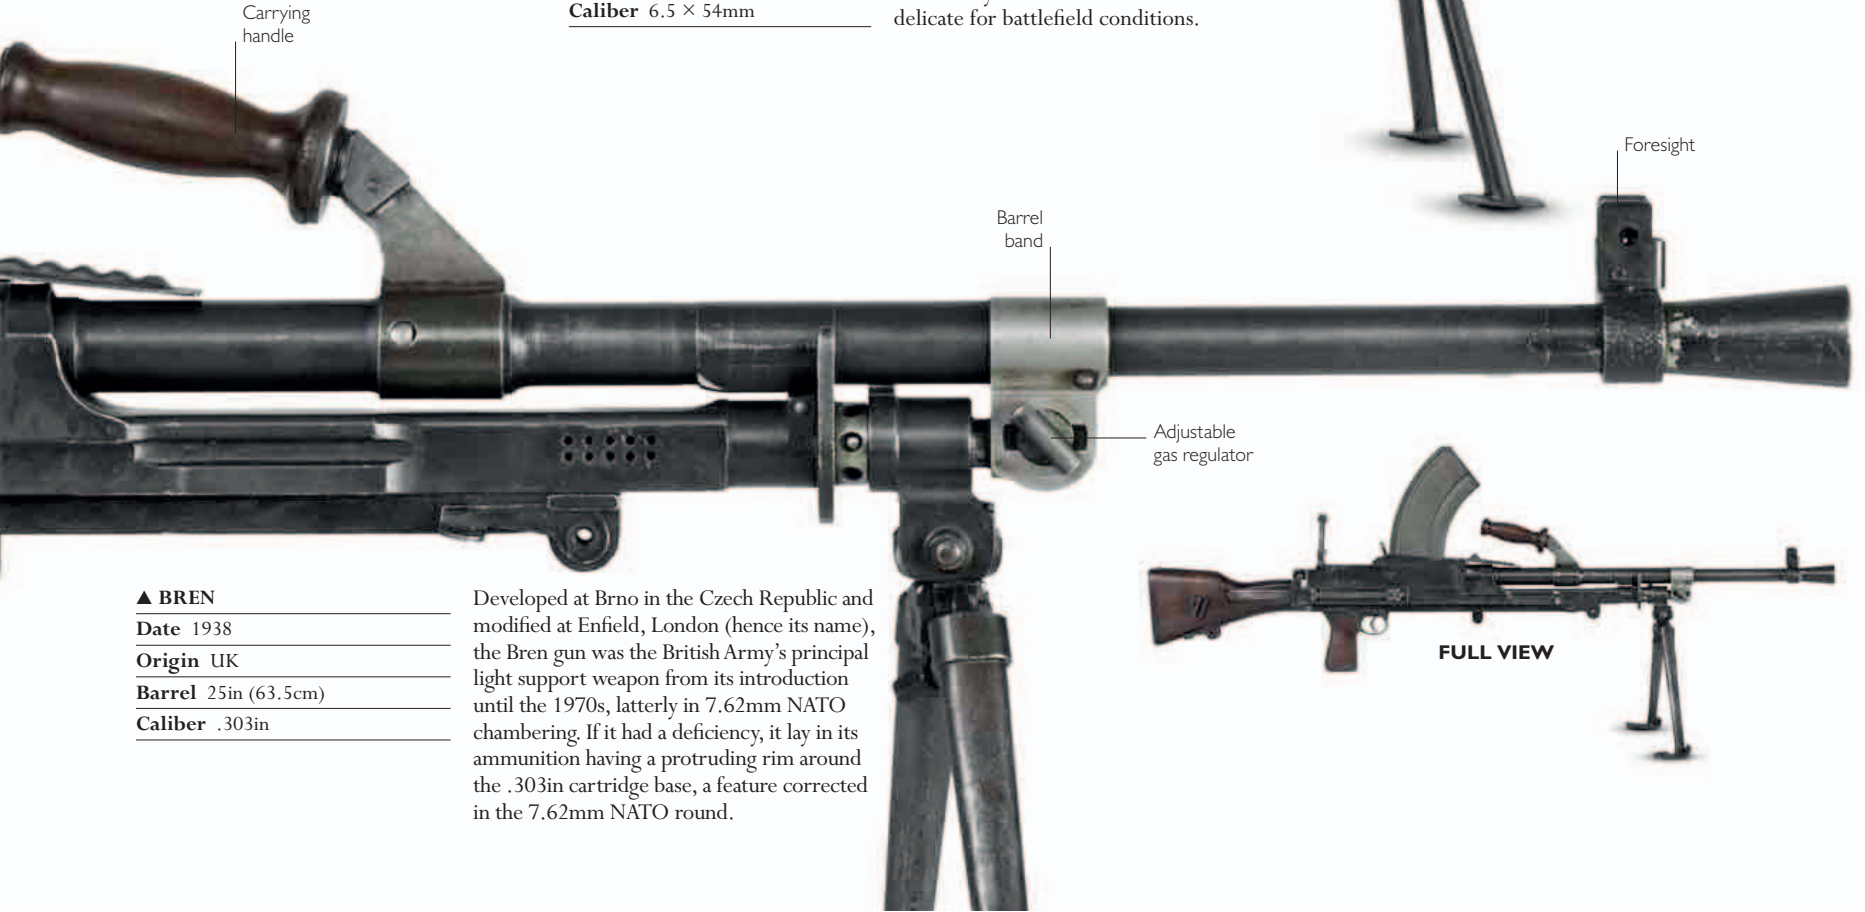 Carrying
handle
Caliber 6.5 × 54mm
delicate for battlefield conditions.
Foresight
Barrel
band
Adjustable
gas regulator
▲ BREN
Date 1938
Origin UK
Barrel 25in (63.5cm)
Caliber .303in
Developed at Brno in the Czech Republic and
modified at Enfield, London (hence its name),
the Bren gun was the British Army’s principal
light support weapon from its introduction
until the 1970s, latterly in 7.62mm NATO
chambering. If it had a deficiency, it lay in its
ammunition having a protruding rim around
the .303in cartridge base, a feature corrected
in the 7.62mm NATO round.
FULL VIEW